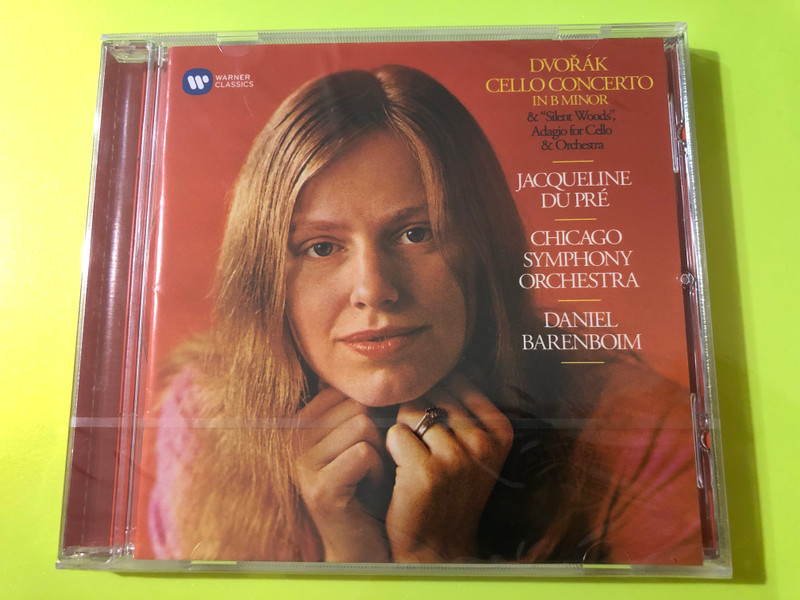 WARNER
CLASSICS
DVOŘÁK
CELLO CONCERTO
IN B MINOR
& "Silent Woods",
Adagio for Cello
& Orchestra
JACQUELINE
DU PRÉ
CHICAGO
SYMPHONY
ORCHESTRA
DANIEL
BARENBOIM